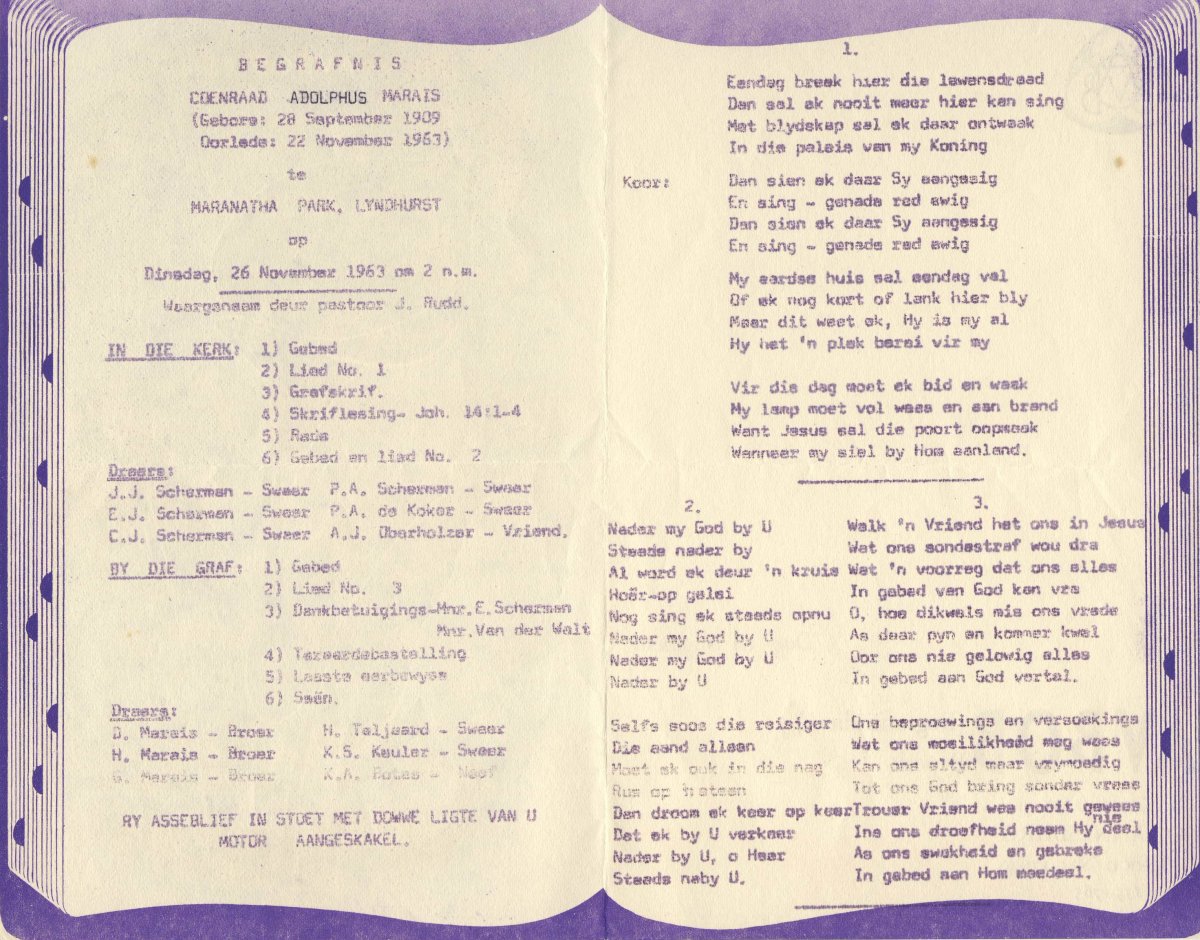 BEGRAFNIS
COENRAAD ADOLPHUS MARAIS
(Gebore: 28 September 1909
Oorlede: 22 November 1963)
te
MARANATHA PARK, LYNDHURST
op
Dinsdag, 26 November 1963 om 2 n.m.
Waargeneem deur pastoor J. Rudd.
IN DIE KERK: 1) Gebed
2) Lied No. 1
3) Grafskrif.
4) Skriflesing- Joh. 14:1-4
5) Rede
6) Gebed en lied No. 2
Draers:
J.J. Scherman - Swaer P.A. Scherman - Swaer
E.J. Scherman - Swaer P.A. de Koker - Swaer
C.J. Scherman - Swaer A.J. Oberholzer - Vriend.
BY DIE GRAF: 1) Gebed
2) Lied No. 3
3) Dankbetuigings-Mnr.E.Scherman
Mnr.Van der Walt
4) Teraardebestelling
5) Laaste eerbewyse
6) Seën.
Draers:
D. Marais - Broer H. Taljaard - Swaer
H. Marais - Broer K.S. Keuler - Swaer
G. Marais - Broer K.A. Botes - Neef
RY ASSEBLIEF IN STOET MET DOWWE LIGTE VAN U
MOTOR AANGESKAKEL.
1.
Eendag breek hier die lewensdraad
Dan sal ek nooit meer hier kan sing
Met blydskap sal ek daar ontwaak
In die paleis van my Koning
Koor: Dan sien ek daar Sy aangesig
En sing - genade red ewig
Dan sien ek daar Sy aangesig
En sing - genade red ewig
My aardse huis sal eendag val
Of ek nog kort of lank hier bly
Maar dit weet ek, Hy is my al
Hy het 'n plek berei vir my
Vir die dag moet ek bid en waak
My lamp moet vol wees en aan brand
Want Jesus sal die poort oopmaak
Wanneer my siel by Hom aanland.
2.
Nader my God by U
Steeds nader by
Al word ek deur 'n kruis
Hoër-op gelei
Nog sing ek steeds opnu
Nader my God by U
Nader my God by U
Nader by U
Selfs soos die reisiger
Die aand alleen
Moet ek ook in die nag
Rus op 'n steen
Dan droom ek keer op keer
Dat ek by U verkeer
Nader by U, o Heer
Steeds naby U.
3.
Welk 'n Vriend het ons in Jesus
Wat ons sondestraf wou dra
Wat 'n voorreg dat ons alles
In gebed van God kan vra
O, hoe dikwels mis ons vrede
As daar pyn en kommer kwel
Oor ons nie gelowig alles
In gebed aan God vertel.
Ons beproewings en versoekings
Wat ons moeilikheid mag wees
Kan ons altyd maar vrymoedig
Tot ons God bring sonder vrees
Trouer Vriend was nooit gewees
Ins ons droefheid neem Hy nie deel
As ons swakheid en gebreke
In gebed aan Hom meedeel.